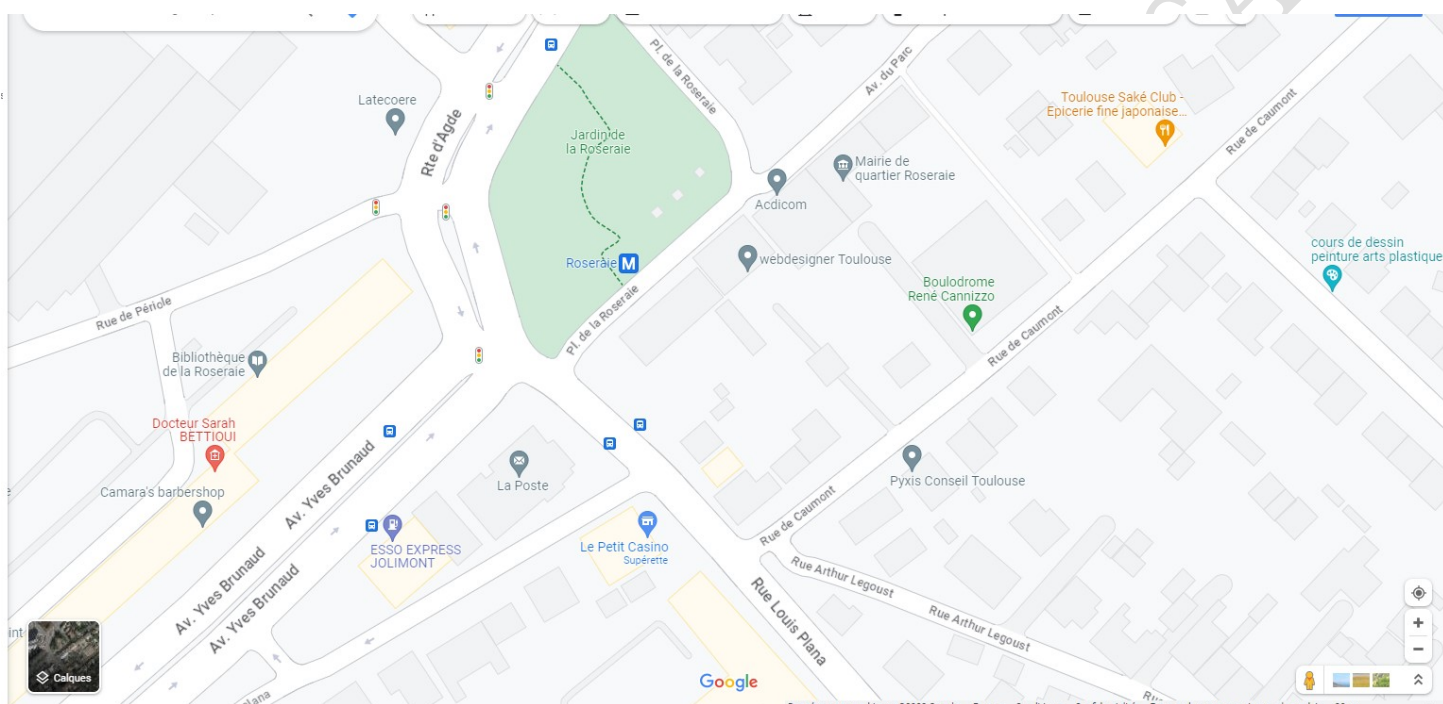 Pl. de la Roseraie
Av. du Parc
Latecoere
Rte d'Agde
Toulouse Saké Club -
Epicerie fine japonaise...
Rue de Caumont
Jardin de
la Roseraie
Mairie de
quartier Roseraie
Acdicom
Roseraie M
webdesigner Toulouse
cours de dessin
peinture arts plastique
Boulodrome
René Cannizzo
Rue de Périole
Pl. de la Roseraie
Rue de Caumont
Bibliothèque
de la Roseraie
Docteur Sarah
BETTIOUI
Av. Yves Brunaud
La Poste
Pyxis Conseil Toulouse
Camara's barbershop
Rue de Caumont
ESSO EXPRESS
JOLIMONT
Le Petit Casino
Supérette
Rue Arthur Legoust
Av. Yves Brunaud
Av. Yves Brunaud
Rue Louis Plana
Rue Arthur Legoust
Calques
Google